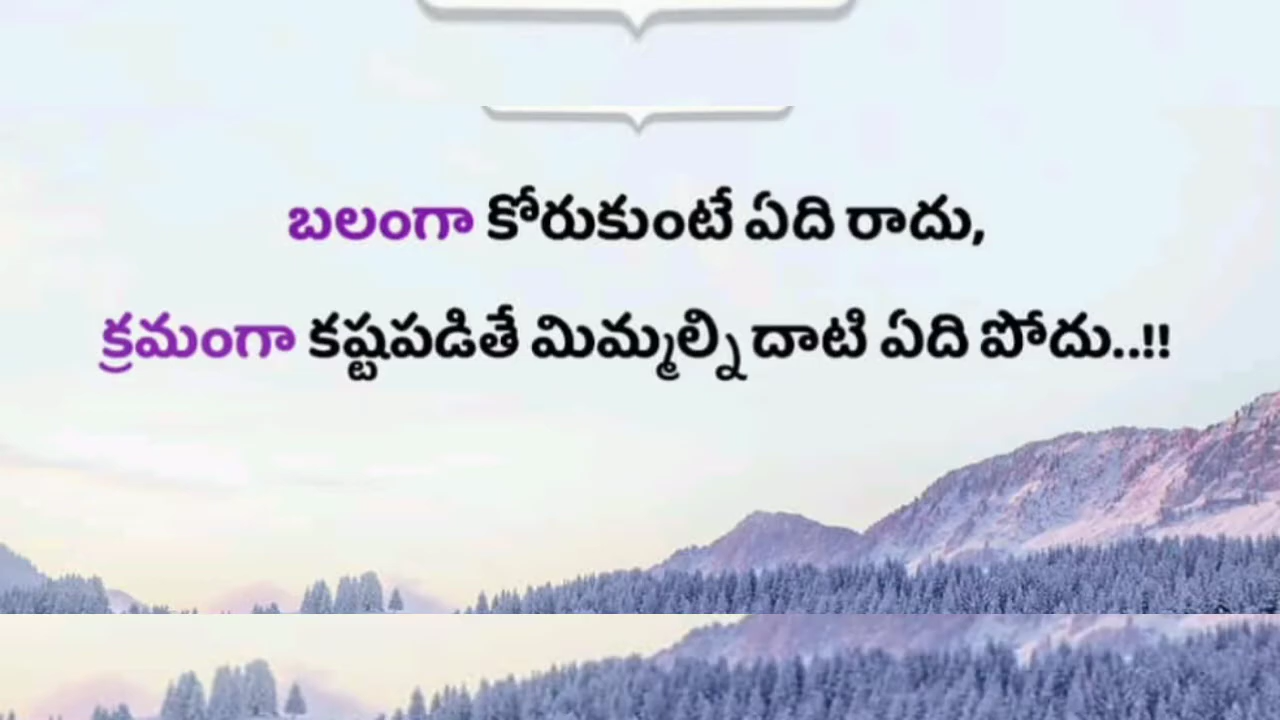 బలంగా కోరుకుంటే ఏది రాదు,
క్రమంగా కష్టపడితే మిమ్మల్ని దాటి ఏది పోదు..!!